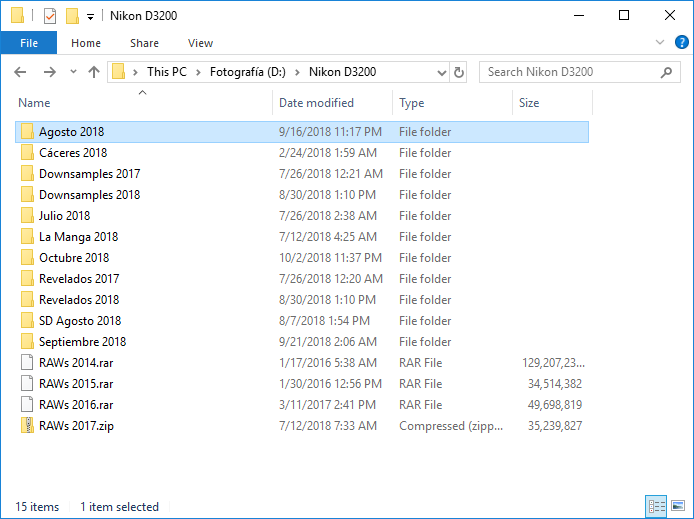 Nikon D3200
File Home Share View
This PC > Fotografía (D:) > Nikon D3200 Search Nikon D3200
Name Date modified Type Size
Agosto 2018 9/16/2018 11:17 PM File folder
Cáceres 2018 2/24/2018 1:59 AM File folder
Downsamples 2017 7/26/2018 12:21 AM File folder
Downsamples 2018 8/30/2018 1:10 PM File folder
Julio 2018 7/26/2018 2:38 AM File folder
La Manga 2018 7/12/2018 4:25 AM File folder
Octubre 2018 10/2/2018 11:37 PM File folder
Revelados 2017 7/26/2018 12:20 AM File folder
Revelados 2018 8/30/2018 1:10 PM File folder
SD Agosto 2018 8/7/2018 1:54 PM File folder
Septiembre 2018 9/21/2018 2:06 AM File folder
RAWs 2014.rar 1/17/2016 5:38 AM RAR File 129,207,23...
RAWs 2015.rar 1/30/2016 12:56 PM RAR File 34,514,382
RAWs 2016.rar 3/11/2017 2:41 PM RAR File 49,698,819
RAWs 2017.zip 7/12/2018 7:33 AM Compressed (zipp... 35,239,827
15 items 1 item selected